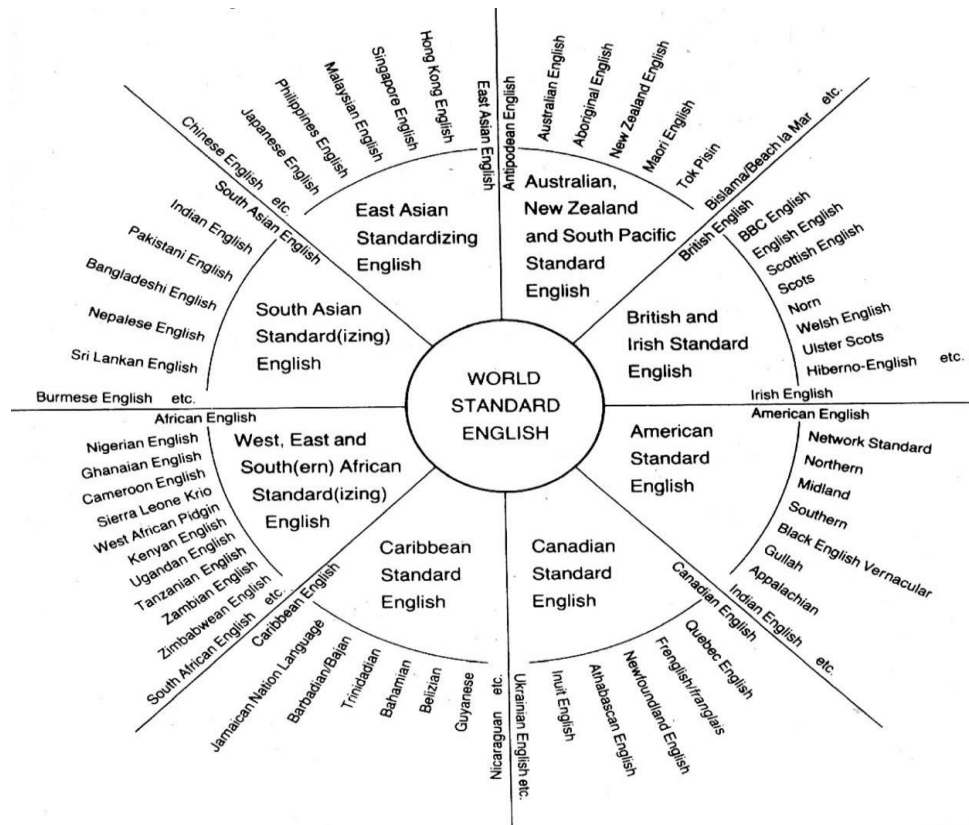 WORLD
STANDARD
ENGLISH
Australian,
New Zealand
and South Pacific
Standard
English
Antipodean English
Australian English
Aboriginal English
New Zealand English
Maori English
Tok Pisin
Bislama/Beach la Mar etc.
British and
Irish Standard
English
British English
BBC English
English English
Scottish English
Scots
Norn
Welsh English
Ulster Scots
Hiberno-English etc.
Irish English
American
Standard
English
American English
Network Standard
Northern
Midland
Southern
Black English Vernacular
Gullah
Appalachian
Indian English etc.
Canadian
Standard
English
Canadian English
Quebec English
Frenglish/franglais
Newfoundland English
Athabascan English
Inuit English
Ukrainian English etc.
Caribbean
Standard
English
Caribbean English
Jamaican Nation Language
Barbadian/Bajan
Trinidadian
Bahamian
Belizian
Guyanese
Nicaraguan etc.
West, East and
South(ern) African
Standard(izing)
English
African English
Nigerian English
Ghanaian English
Cameroon English
Sierra Leone Krio
West African Pidgin
Kenyan English
Ugandan English
Tanzanian English
Zambian English
Zimbabwean English
South African English etc.
South Asian
Standard(izing)
English
South Asian English
Indian English
Pakistani English
Bangladeshi English
Nepalese English
Sri Lankan English
Burmese English etc.
East Asian
Standardizing
English
East Asian English
Hong Kong English
Singapore English
Malaysian English
Philippines English
Japanese English
Chinese English etc.